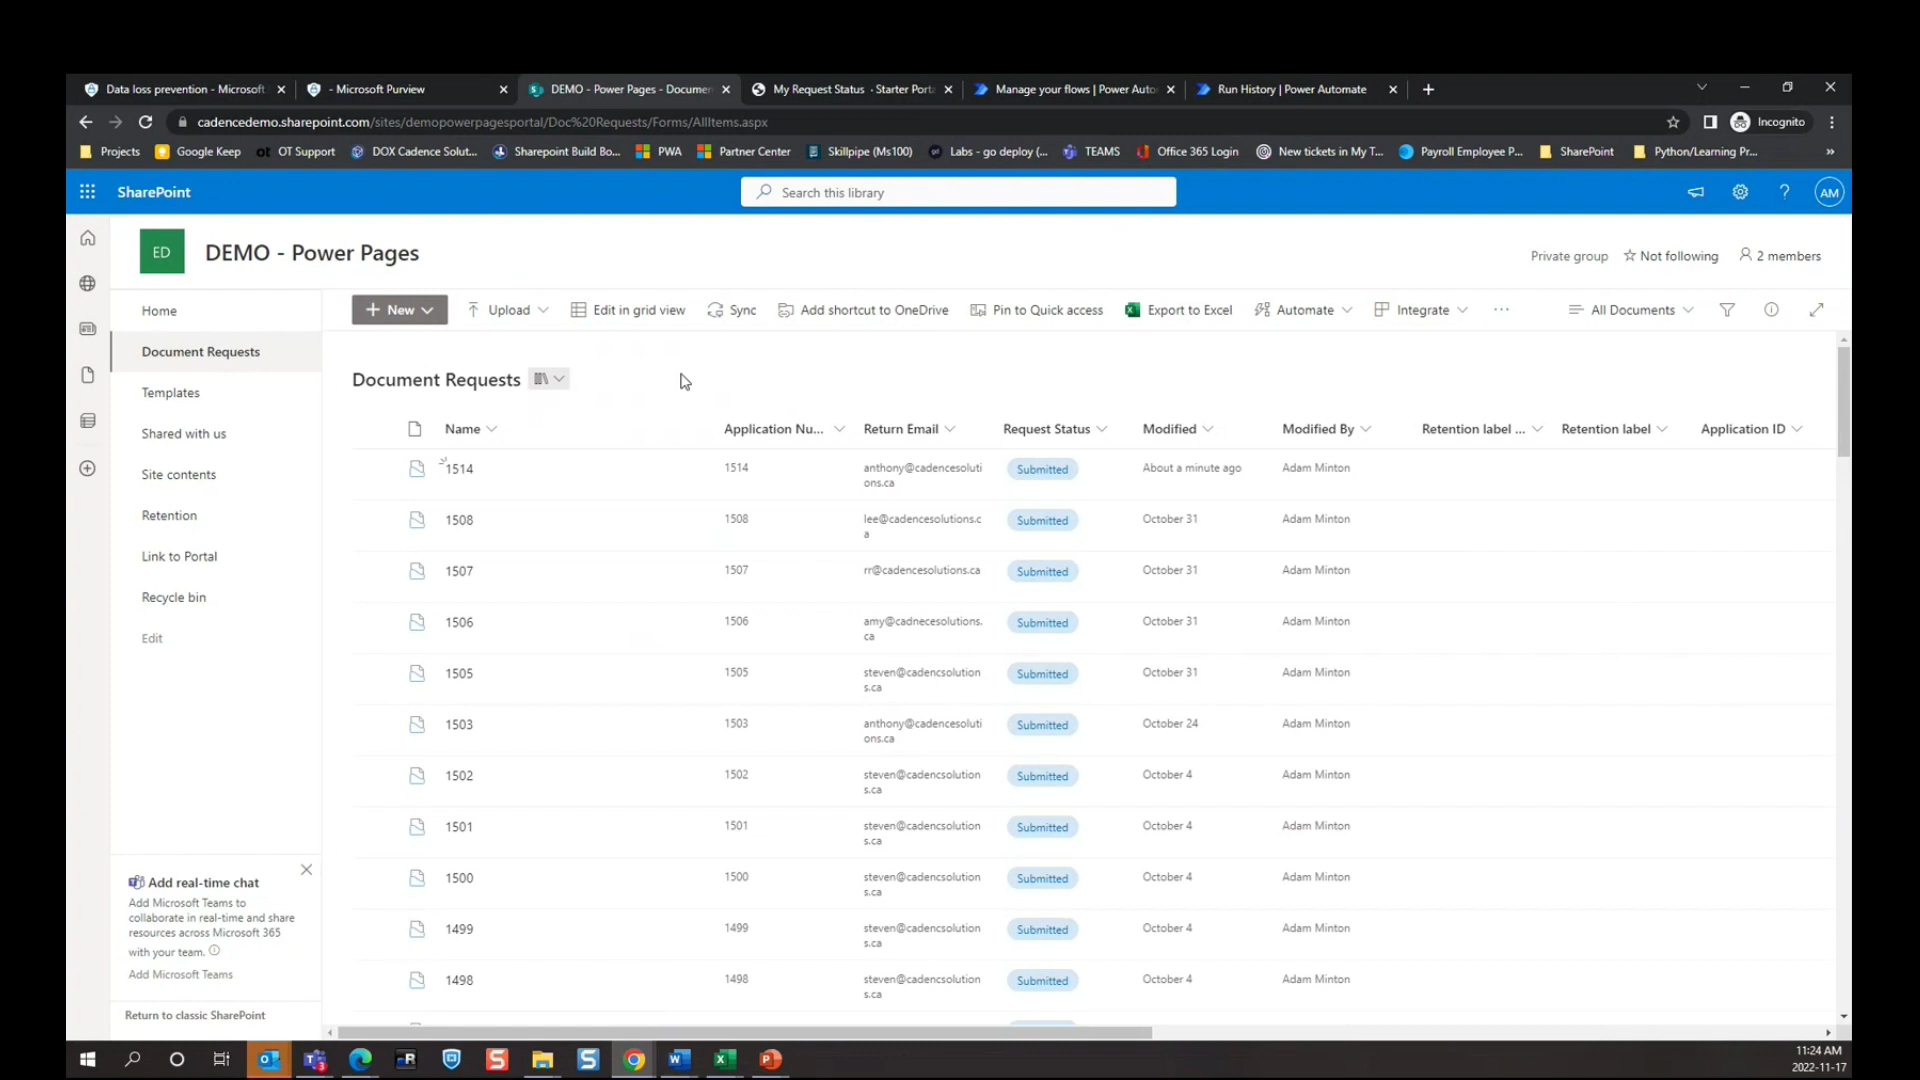 Data loss prevention - Microsoft
- Microsoft Purview
DEMO - Power Pages - Documen
My Request Status - Starter Porta
Manage your flows | Power Auto
Run History | Power Automate
cadencedemo.sharepoint.com/sites/demopowerpagesportal/Doc%20Requests/Forms/AllItems.aspx
Incognito
Projects
Google Keep
ot OT Support
DOX Cadence Solut...
Sharepoint Build Bo...
PWA
Partner Center
Skillpipe (Ms100)
Labs - go deploy (...
TEAMS
Office 365 Login
New tickets in My T...
Payroll Employee P...
SharePoint
Python/Learning Pr...
»
SharePoint
Search this library
?
AM
ED
DEMO - Power Pages
Private group
Not following
2 members
Home
Document Requests
Templates
Shared with us
Site contents
Retention
Link to Portal
Recycle bin
Edit
+ New
Upload
Edit in grid view
Sync
Add shortcut to OneDrive
Pin to Quick access
Export to Excel
Automate
Integrate
...
All Documents
Document Requests
Name Application Nu... Return Email Request Status Modified Modified By Retention label ... Retention label Application ID
1514 1514 anthony@cadencesoluti Submitted About a minute ago Adam Minton
ons.ca
1508 1508 lee@cadencesolutions.c Submitted October 31 Adam Minton
a
1507 1507 rr@cadencesolutions.ca Submitted October 31 Adam Minton
1506 1506 amy@cadnecesolutions. Submitted October 31 Adam Minton
ca
1505 1505 steven@cadencsolution Submitted October 31 Adam Minton
s.ca
1503 1503 anthony@cadencesoluti Submitted October 24 Adam Minton
ons.ca
1502 1502 steven@cadencsolution Submitted October 4 Adam Minton
s.ca
1501 1501 steven@cadencsolution Submitted October 4 Adam Minton
s.ca
1500 1500 steven@cadencsolution Submitted October 4 Adam Minton
s.ca
1499 1499 steven@cadencsolution Submitted October 4 Adam Minton
s.ca
1498 1498 steven@cadencsolution Submitted October 4 Adam Minton
s.ca
Add real-time chat
Add Microsoft Teams to
collaborate in real-time and share
resources across Microsoft 365
with your team.
Add Microsoft Teams
Return to classic SharePoint
11:24 AM
2022-11-17